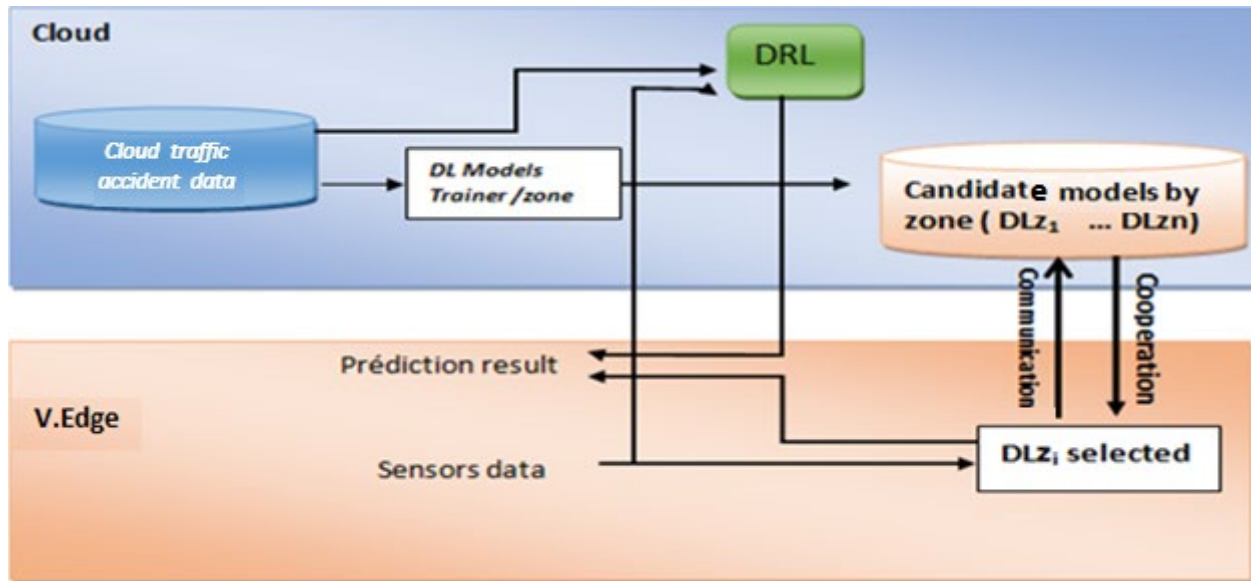 Cloud
DRL
Cloud traffic
accident data
DL Models
Trainer /zone
Candidate models by
zone ( DLz₁ ... DLzn)
Communication
Cooperation
Prédiction result
V.Edge
Sensors data
DLzᵢ selected